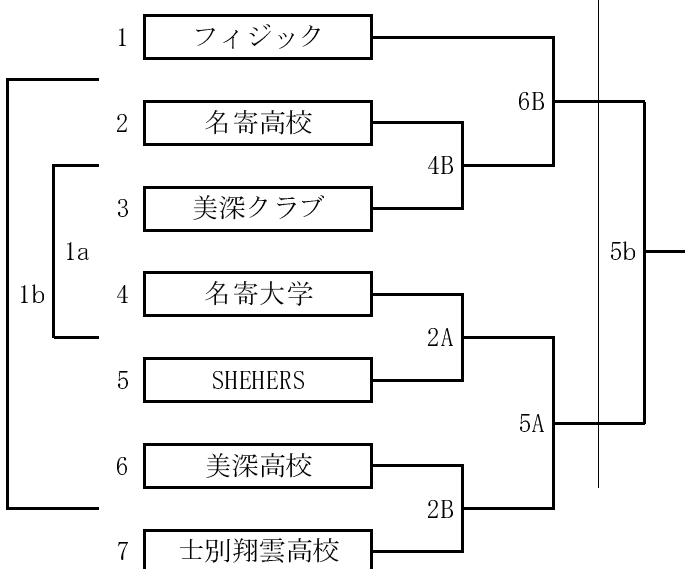 1 フィジック
6B
2 名寄高校
4B
3 美深クラブ
1a
5b
1b
4 名寄大学
2A
5 SHEHERS
5A
6 美深高校
2B
7 士別翔雲高校